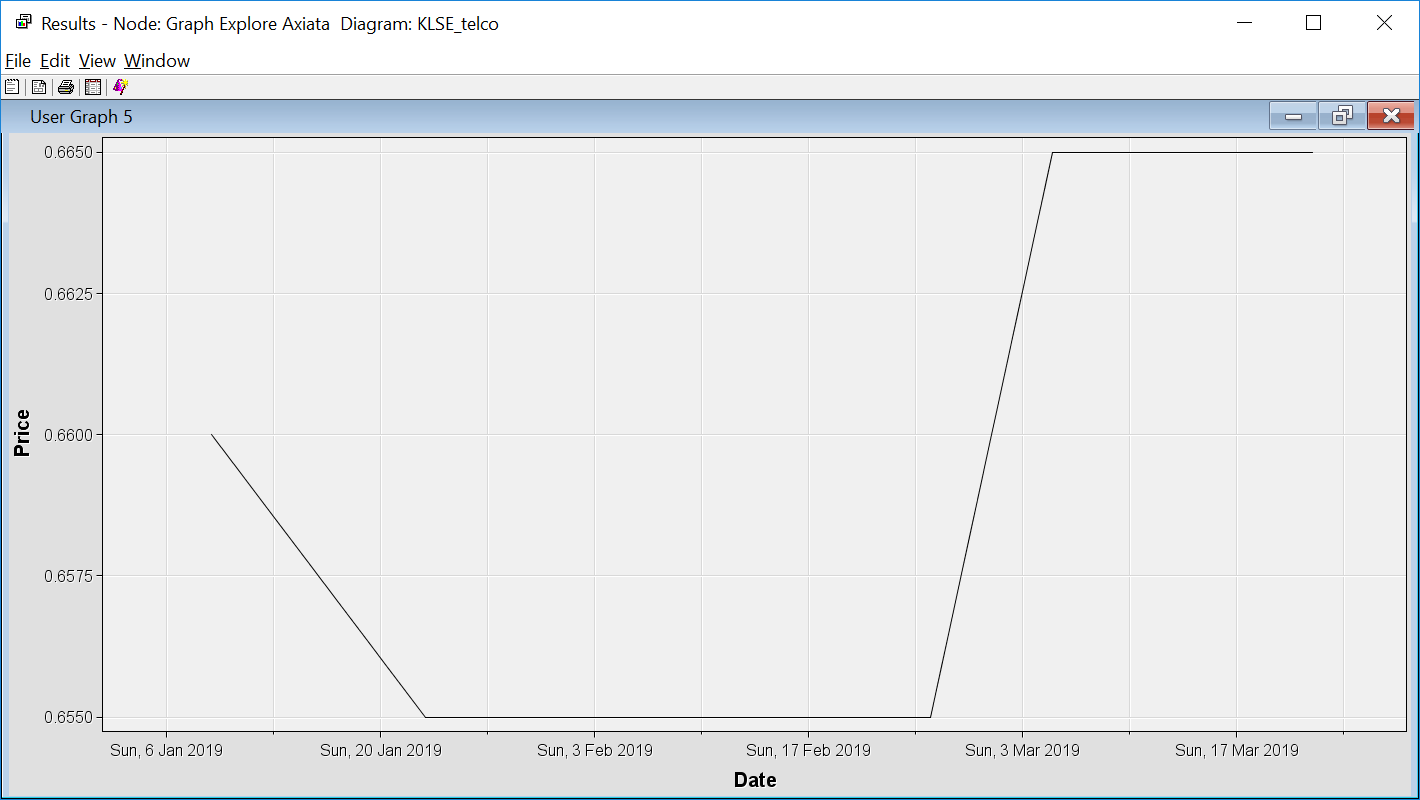 Results - Node: Graph Explore Axiata  Diagram: KLSE_telco
File Edit View Window
User Graph 5
0.6650
0.6625
0.6600
0.6575
0.6550
Price
Sun, 6 Jan 2019 Sun, 20 Jan 2019 Sun, 3 Feb 2019 Sun, 17 Feb 2019 Sun, 3 Mar 2019 Sun, 17 Mar 2019
Date